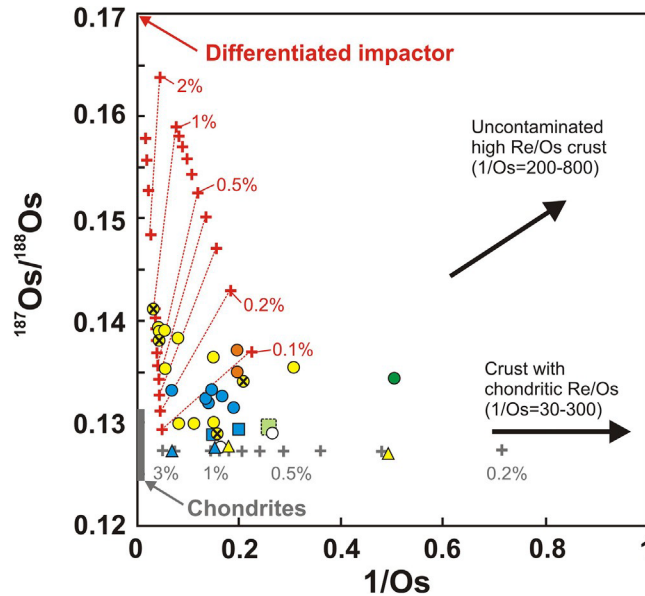 0.17
0.16
0.15
0.14
0.13
0.12
187Os/188Os
Differentiated impactor
2%
1%
0.5%
0.2%
0.1%
Uncontaminated
high Re/Os crust
(1/Os=200-800)
Crust with
chondritic Re/Os
(1/Os=30-300)
3%
1%
0.5%
0.2%
Chondrites
0
0.2
0.4
0.6
0.8
1
1/Os